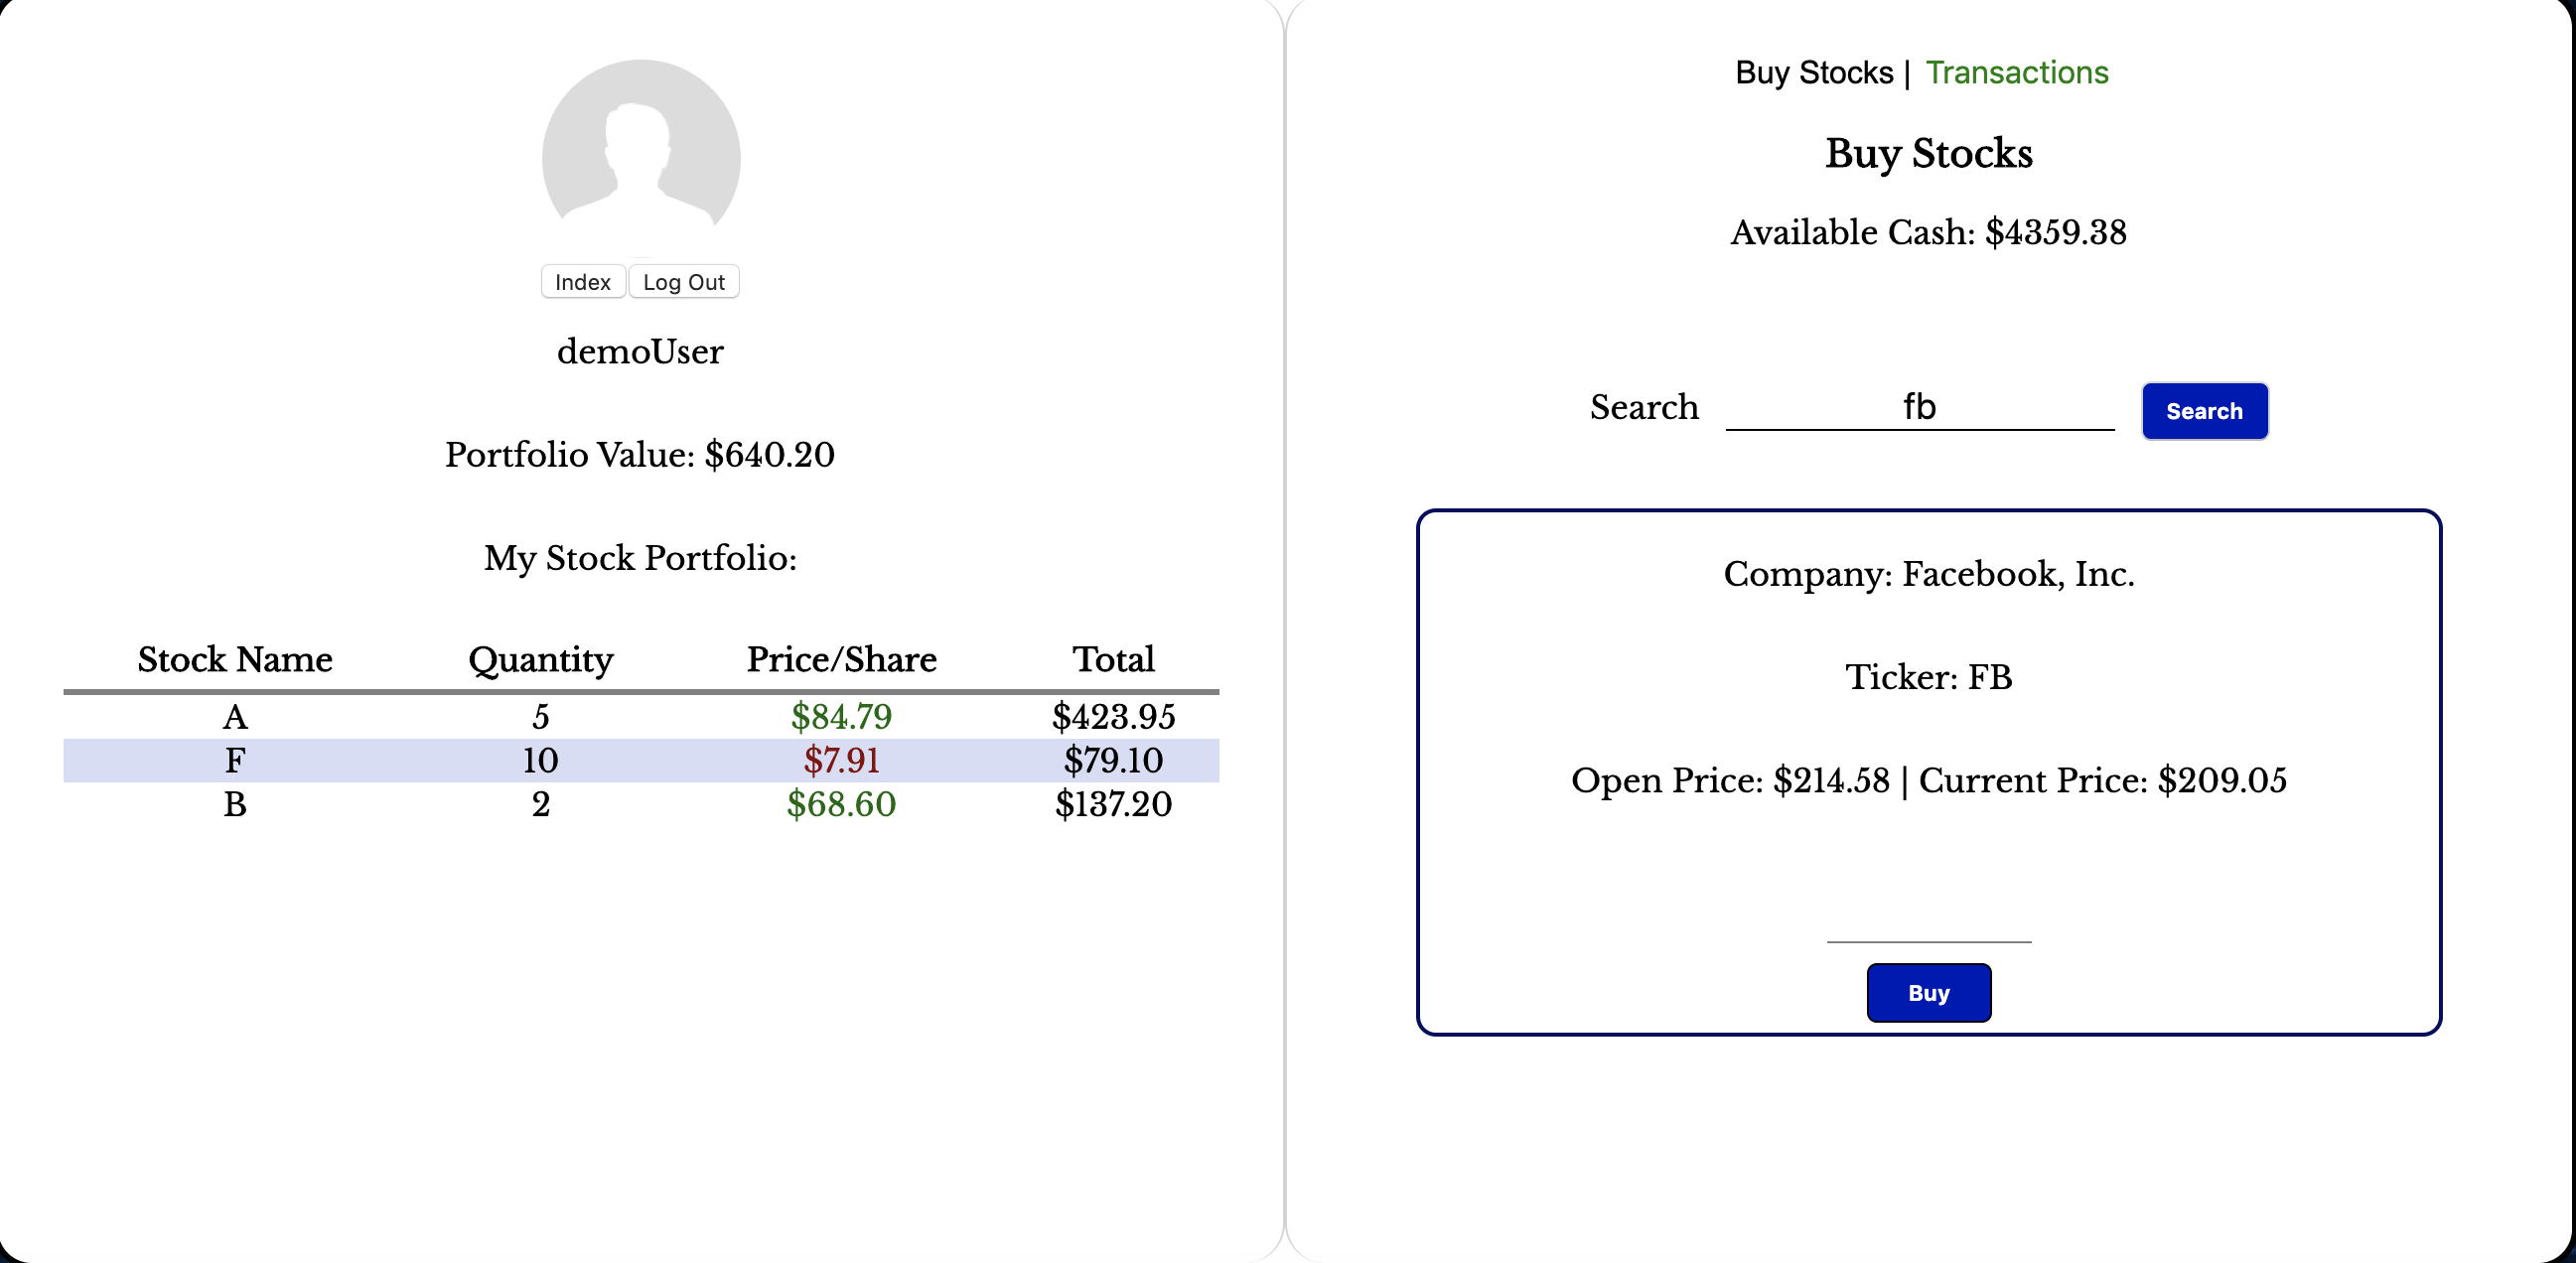 Index Log Out
demoUser
Portfolio Value: $640.20
My Stock Portfolio:
Stock Name Quantity Price/Share Total
A 5 $84.79 $423.95
F 10 $7.91 $79.10
B 2 $68.60 $137.20
Buy Stocks | Transactions
Buy Stocks
Available Cash: $4359.38
Search fb Search
Company: Facebook, Inc.
Ticker: FB
Open Price: $214.58 | Current Price: $209.05
Buy